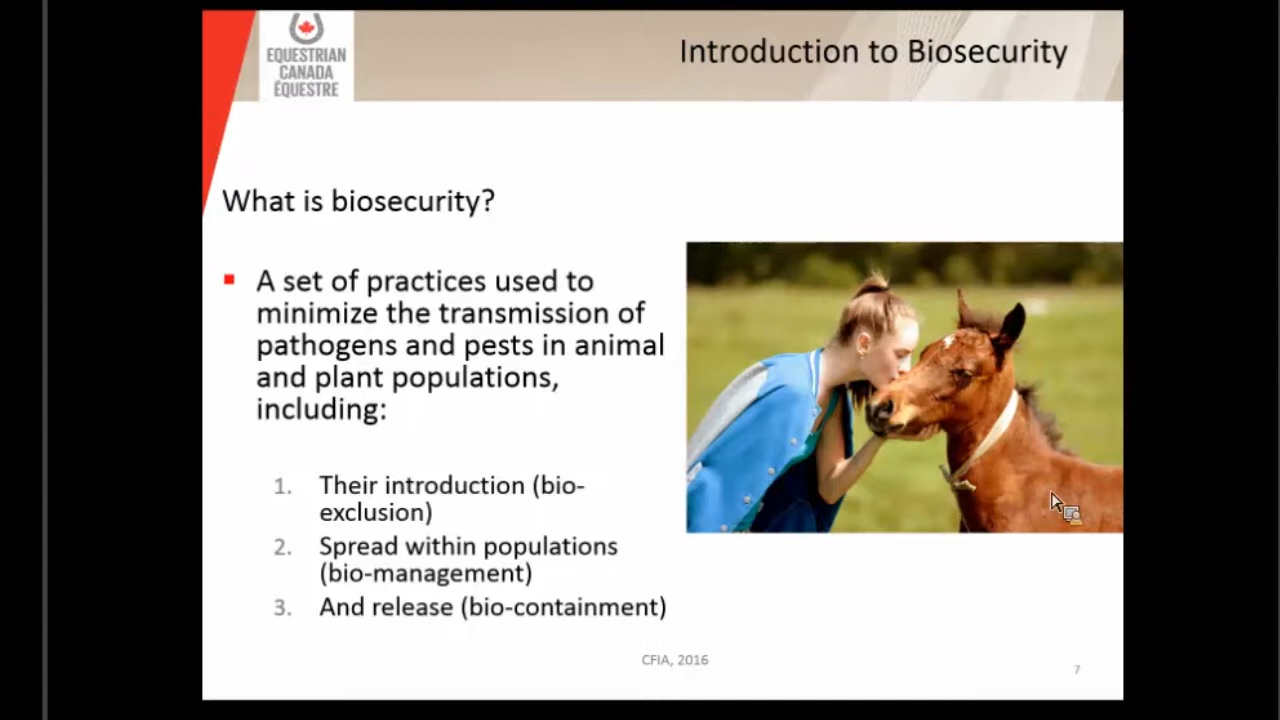 EQUESTRIAN
CANADA
ÉQUESTRE
Introduction to Biosecurity
What is biosecurity?
A set of practices used to
minimize the transmission of
pathogens and pests in animal
and plant populations,
including:
1. Their introduction (bio-
exclusion)
2. Spread within populations
(bio-management)
3. And release (bio-containment)
CFIA, 2016
7